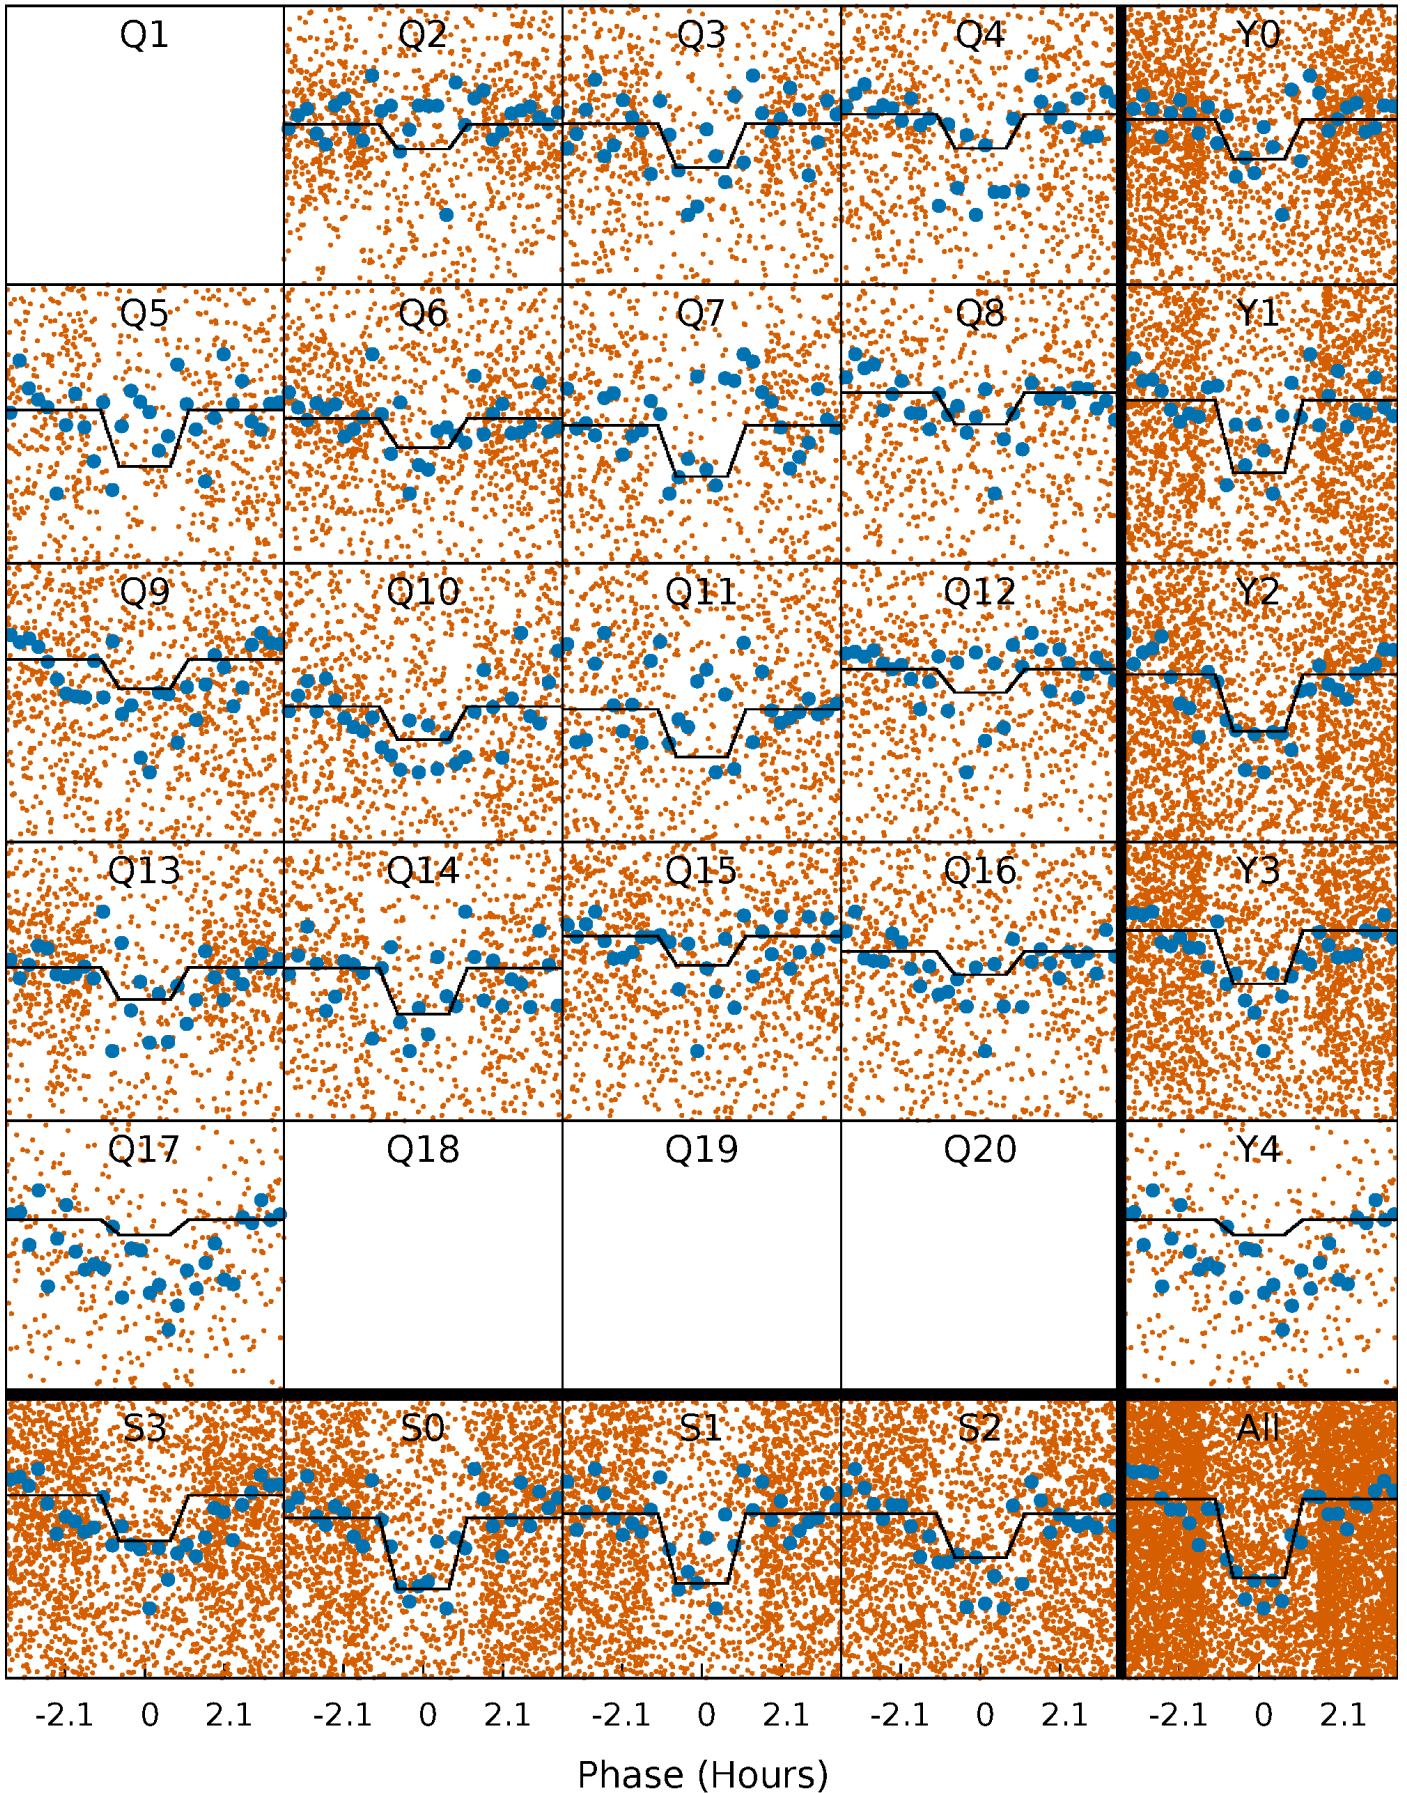 Q1 Q2 Q3 Q4 Y0
Q5 Q6 Q7 Q8 Y1
Q9 Q10 Q11 Q12 Y2
Q13 Q14 Q15 Q16 Y3
Q17 Q18 Q19 Q20 Y4
S3 S0 S1 S2 All
-2.1 0 2.1 -2.1 0 2.1 -2.1 0 2.1 -2.1 0 2.1 -2.1 0 2.1
Phase (Hours)